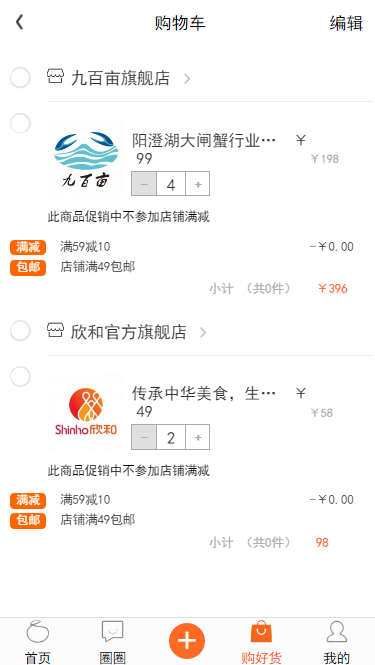 购物车
编辑
九百亩旗舰店
阳澄湖大闸蟹行业… ￥
99
￥198
九百亩
- 4 +
此商品促销中不参加店铺满减
满减 满59减10 -￥0.00
包邮 店铺满49包邮
小计 （共0件） ￥396
欣和官方旗舰店
传承中华美食，生… ￥
49
￥58
Shinho欣和
- 2 +
此商品促销中不参加店铺满减
满减 满59减10 -￥0.00
包邮 店铺满49包邮
小计 （共0件） 98
首页 圈圈 购好货 我的